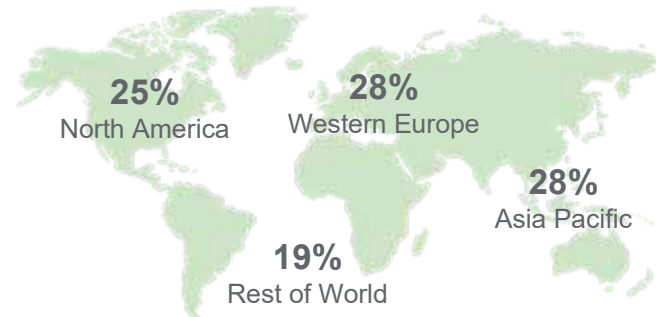 25%
North America
28%
Western Europe
28%
Asia Pacific
19%
Rest of World